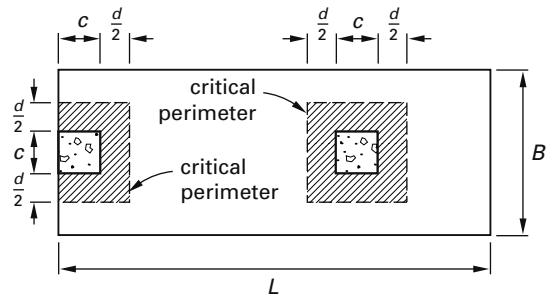 c d/2 d/2 c d/2
d/2
c
d/2
critical
perimeter
critical
perimeter
B
L